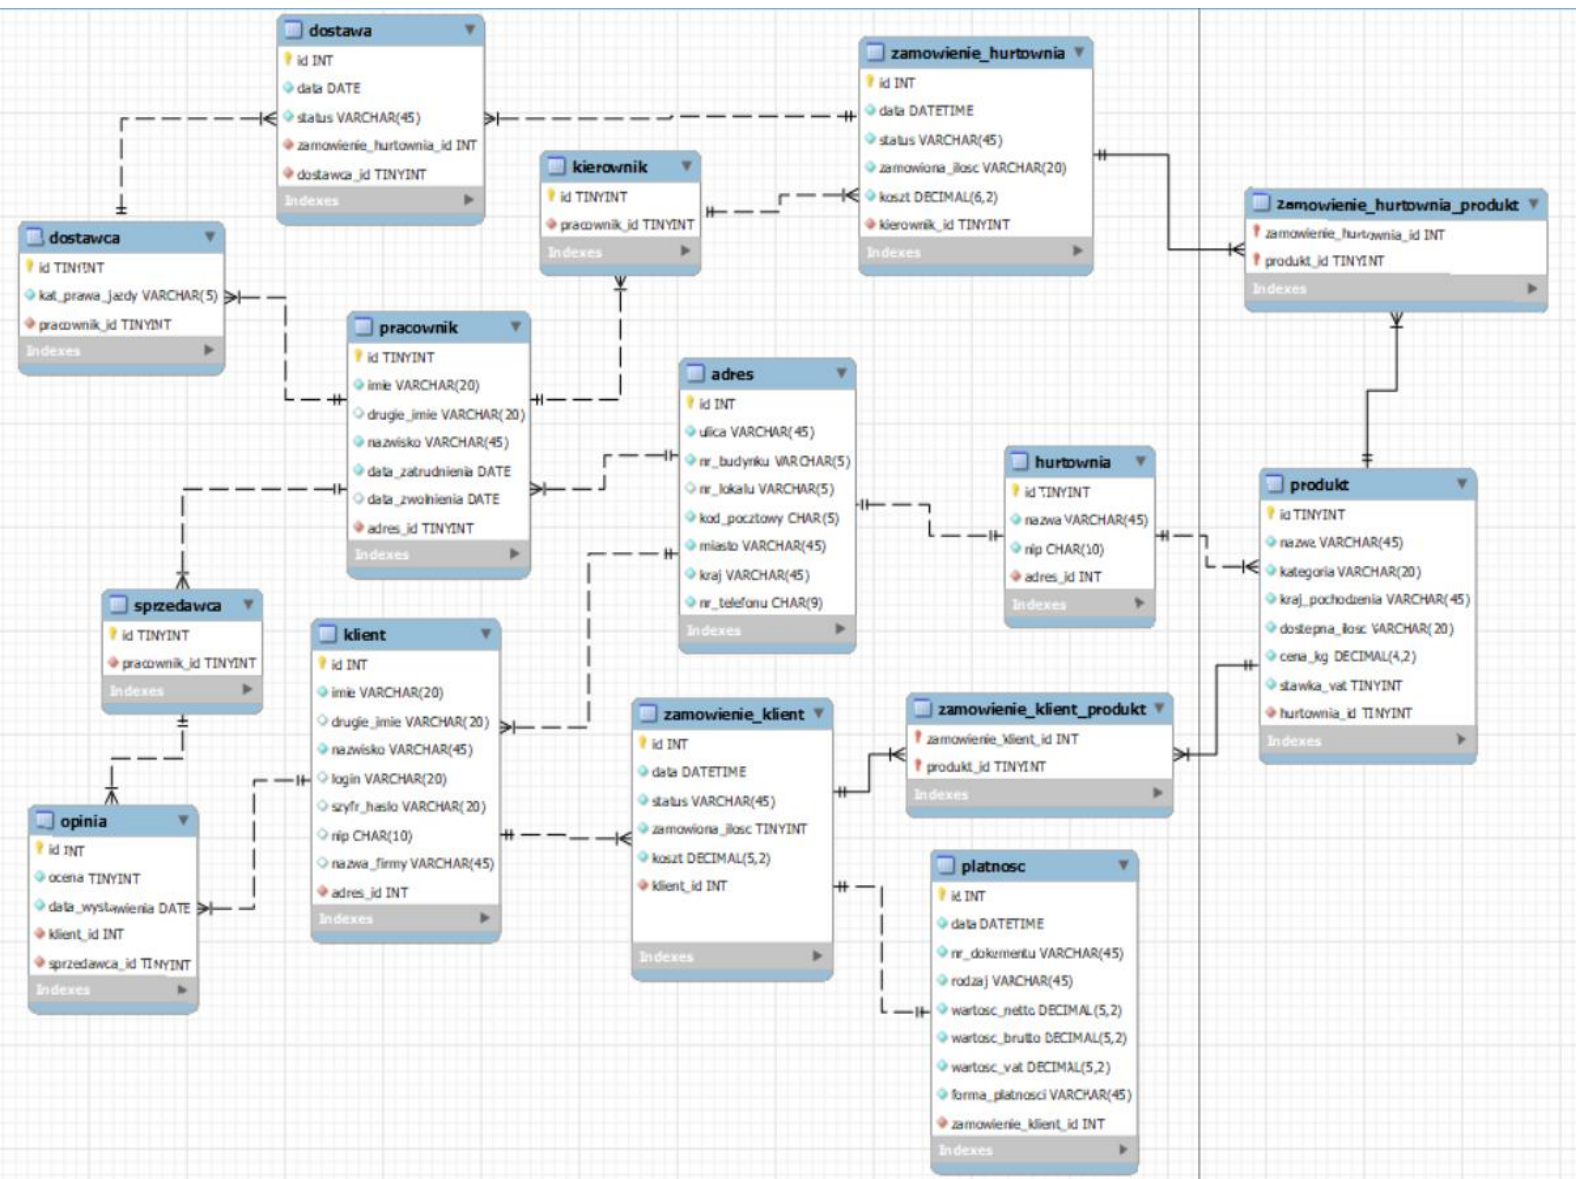 dostawa
id INT
data DATE
status VARCHAR(45)
zamowienie_hurtownia_id INT
dostawca_id TINYINT
Indexes
zamowienie_hurtownia
id INT
data DATETIME
status VARCHAR(45)
zamowiona_ilosc VARCHAR(20)
koszt DECIMAL(6,2)
kierownik_id TINYINT
Indexes
kierownik
id TINYINT
pracownik_id TINYINT
Indexes
zamowienie_hurtownia_produkt
zamowienie_hurtownia_id INT
produkt_id TINYINT
Indexes
dostawca
id TINYINT
kat_prawa_jazdy VARCHAR(5)
pracownik_id TINYINT
Indexes
pracownik
id TINYINT
imie VARCHAR(20)
drugie_imie VARCHAR(20)
nazwisko VARCHAR(45)
data_zatrudnienia DATE
data_zwolnienia DATE
adres_id TINYINT
Indexes
adres
id INT
ulica VARCHAR(45)
nr_budynku VARCHAR(5)
nr_lokalu VARCHAR(5)
kod_pocztowy CHAR(5)
miasto VARCHAR(45)
kraj VARCHAR(45)
nr_telefonu CHAR(9)
Indexes
hurtownia
id TINYINT
nazwa VARCHAR(45)
nip CHAR(10)
adres_id INT
Indexes
produkt
id TINYINT
nazwa VARCHAR(45)
kategoria VARCHAR(20)
kraj_pochodzenia VARCHAR(45)
dostepna_ilosc VARCHAR(20)
cena_kg DECIMAL(4,2)
stawka_vat TINYINT
hurtownia_id TINYINT
Indexes
sprzedawca
id TINYINT
pracownik_id TINYINT
Indexes
klient
id INT
imie VARCHAR(20)
drugie_imie VARCHAR(20)
nazwisko VARCHAR(45)
login VARCHAR(20)
szyfr_haslo VARCHAR(20)
nip CHAR(10)
nazwa_firmy VARCHAR(45)
adres_id INT
Indexes
zamowienie_klient
id INT
data DATETIME
status VARCHAR(45)
zamowiona_ilosc TINYINT
koszt DECIMAL(5,2)
klient_id INT
Indexes
zamowienie_klient_produkt
zamowienie_klient_id INT
produkt_id TINYINT
Indexes
opinia
id INT
ocena TINYINT
data_wystawienia DATE
klient_id INT
sprzedawca_id TINYINT
Indexes
platnosc
id INT
data DATETIME
nr_dokumentu VARCHAR(45)
rodzaj VARCHAR(45)
wartosc_netto DECIMAL(5,2)
wartosc_brutto DECIMAL(5,2)
wartosc_vat DECIMAL(5,2)
forma_platnosci VARCHAR(45)
zamowienie_klient_id INT
Indexes